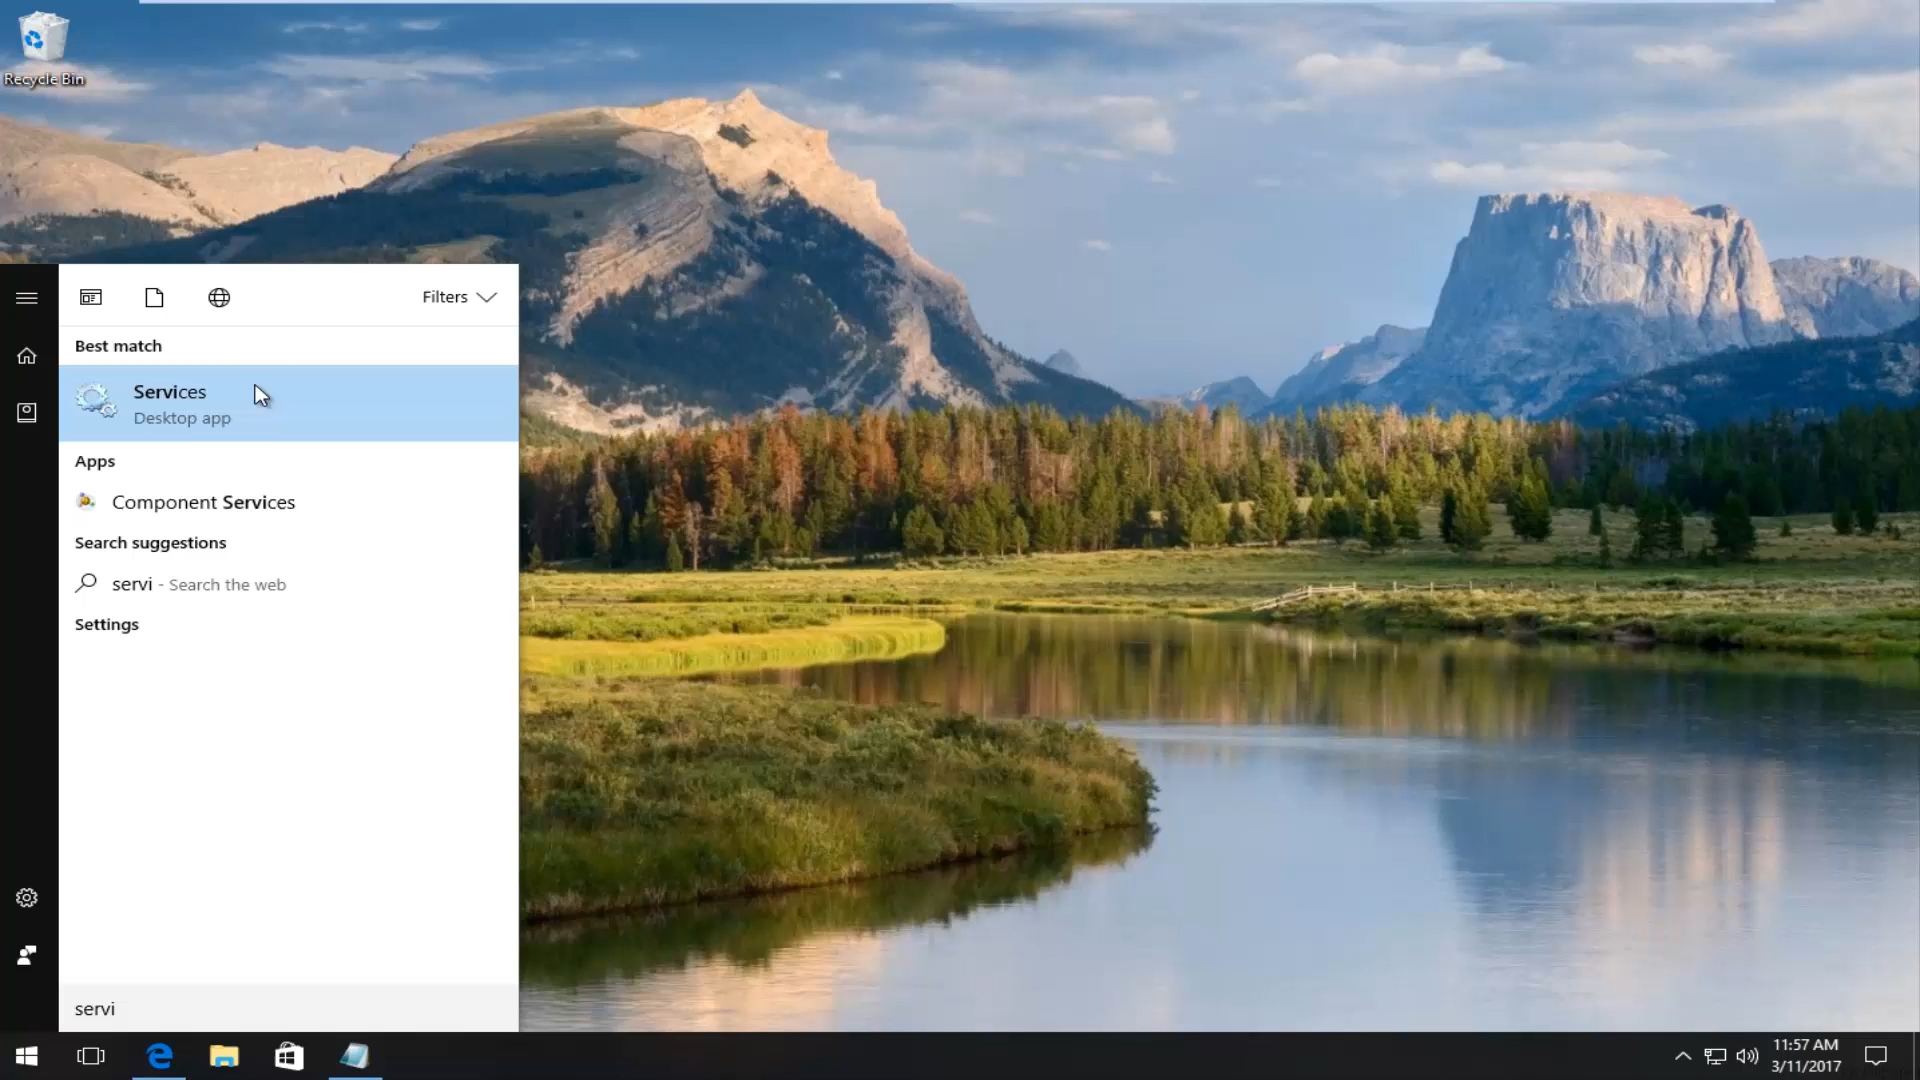 Recycle Bin
Filters
Best match
Services
Desktop app
Apps
Component Services
Search suggestions
servi - Search the web
Settings
servi
11:57 AM
3/11/2017